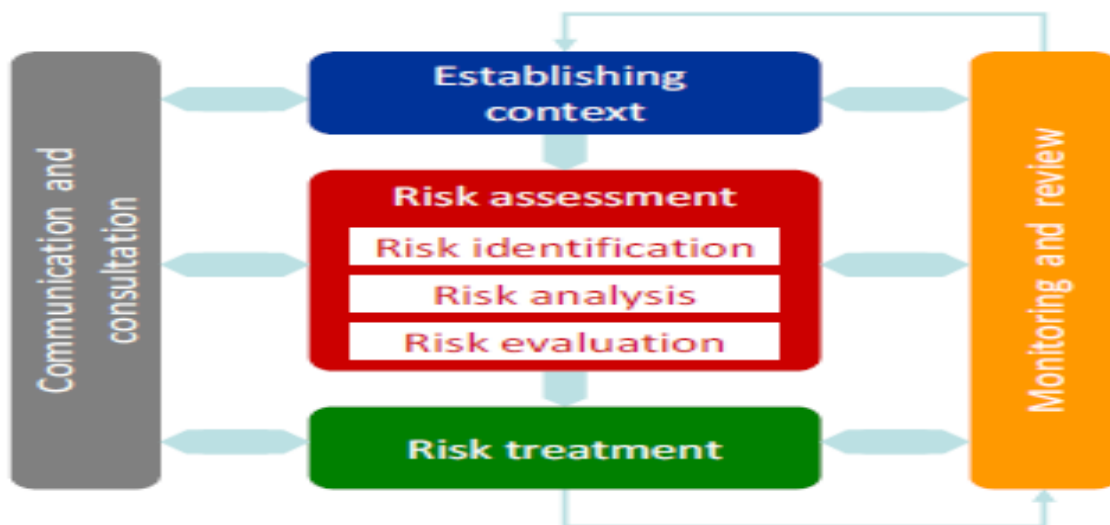 Communication and
consultation
Establishing
context
Risk assessment
Risk identification
Risk analysis
Risk evaluation
Risk treatment
Monitoring and review